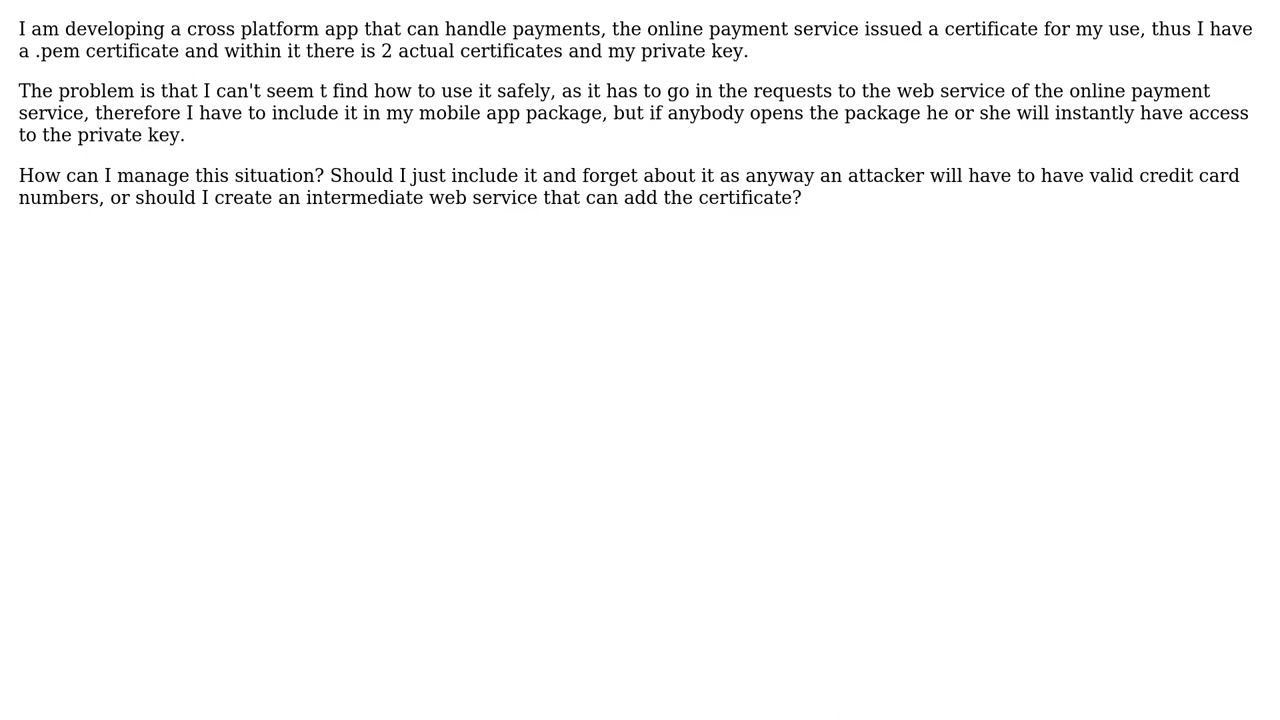 I am developing a cross platform app that can handle payments, the online payment service issued a certificate for my use, thus I have
a .pem certificate and within it there is 2 actual certificates and my private key.
The problem is that I can't seem t find how to use it safely, as it has to go in the requests to the web service of the online payment
service, therefore I have to include it in my mobile app package, but if anybody opens the package he or she will instantly have access
to the private key.
How can I manage this situation? Should I just include it and forget about it as anyway an attacker will have to have valid credit card
numbers, or should I create an intermediate web service that can add the certificate?